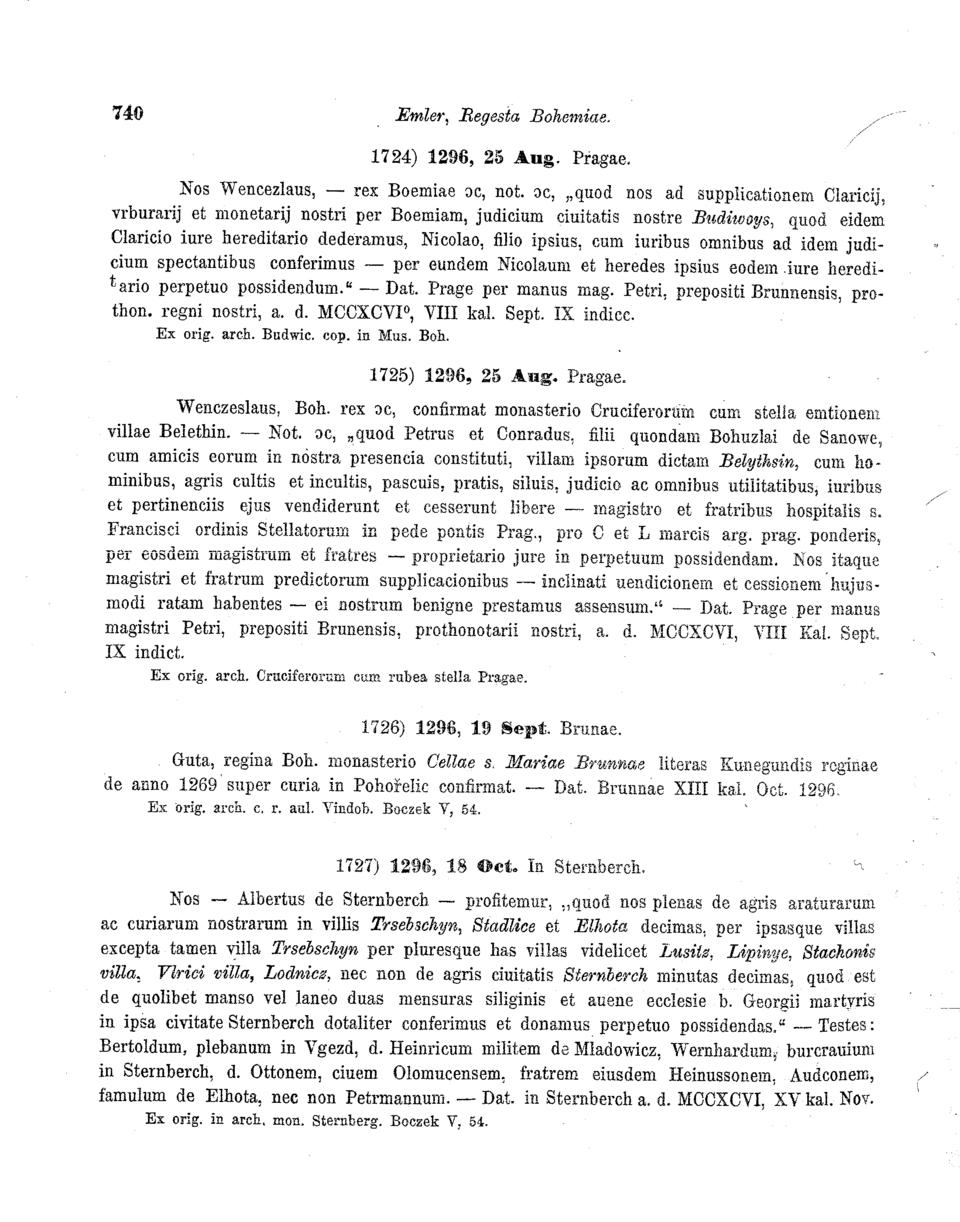 740 Emler, Regesta Bohemiae.
1724) 1296, 25 Aug. Pragae.
Nos Wencezlaus, — rex Boemiae ɔc, not. ɔc, „quod nos ad supplicationem Claricij,
vrburarij et monetarij nostri per Boemiam, judicium ciuitatis nostre Budiwoys, quod eidem
Claricio iure hereditario dederamus, Nicolao, filio ipsius, cum iuribus omnibus ad idem judi-
cium spectantibus conferimus — per eundem Nicolaum et heredes ipsius eodem iure heredi-
tario perpetuo possidendum.“ — Dat. Prage per manus mag. Petri, prepositi Brunnensis, pro-
thon. regni nostri, a. d. MCCXCVI⁰, VIII kal. Sept. IX indicc.
Ex orig. arch. Budwic. cop. in Mus. Boh.
1725) 1296, 25 Aug. Pragae.
Wenczeslaus, Boh. rex ɔc, confirmat monasterio Cruciferorum cum stella emtionem
villae Belethin. — Not. ɔc, „quod Petrus et Conradus, filii quondam Bohuzlai de Sanowe,
cum amicis eorum in nostra presencia constituti, villam ipsorum dictam Belythsin, cum ho-
minibus, agris cultis et incultis, pascuis, pratis, siluis, judicio ac omnibus utilitatibus, iuribus
et pertinenciis ejus vendiderunt et cesserunt libere — magistro et fratribus hospitalis s.
Francisci ordinis Stellatorum in pede pontis Prag., pro C et L marcis arg. prag. ponderis,
per eosdem magistrum et fratres — proprietario jure in perpetuum possidendam. Nos itaque
magistri et fratrum predictorum supplicacionibus — inclinati uendicionem et cessionem hujus-
modi ratam habentes — ei nostrum benigne prestamus assensum.“ — Dat. Prage per manus
magistri Petri, prepositi Brunensis, prothonotarii nostri, a. d. MCCXCVI, VIII Kal. Sept.
IX indict.
Ex orig. arch. Cruciferorum cum rubea stella Pragae.
1726) 1296, 19 Sept. Brunae.
Guta, regina Boh. monasterio Cellae s. Mariae Brunnae literas Kunegundis reginae
de anno 1269 super curia in Pohořelic confirmat. — Dat. Brunnae XIII kal. Oct. 1296.
Ex orig. arch. c. r. aul. Vindob. Boczek V, 54.
1727) 1296, 18 Oct. In Sternberch.
Nos — Albertus de Sternberch — profitemur, „quod nos plenas de agris araturarum
ac curiarum nostrarum in villis Trsebschyn, Stadlice et Elhota decimas, per ipsasque villas
excepta tamen villa Trsebschyn per pluresque has villas videlicet Lusitz, Lipinye, Stachonis
villa, Vlrici villa, Lodnicz, nec non de agris ciuitatis Sternberch minutas decimas, quod est
de quolibet manso vel laneo duas mensuras siliginis et auene ecclesie b. Georgii martyris
in ipsa civitate Sternberch dotaliter conferimus et donamus perpetuo possidendas.“ — Testes:
Bertoldum, plebanum in Vgezd, d. Heinricum militem de Mladowicz, Wernhardum, burcrauium
in Sternberch, d. Ottonem, ciuem Olomucensem, fratrem eiusdem Heinussonem, Audconem,
famulum de Elhota, nec non Petrmannum. — Dat. in Sternberch a. d. MCCXCVI, XV kal. Nov.
Ex orig. in arch. mon. Sternberg. Boczek V, 54.